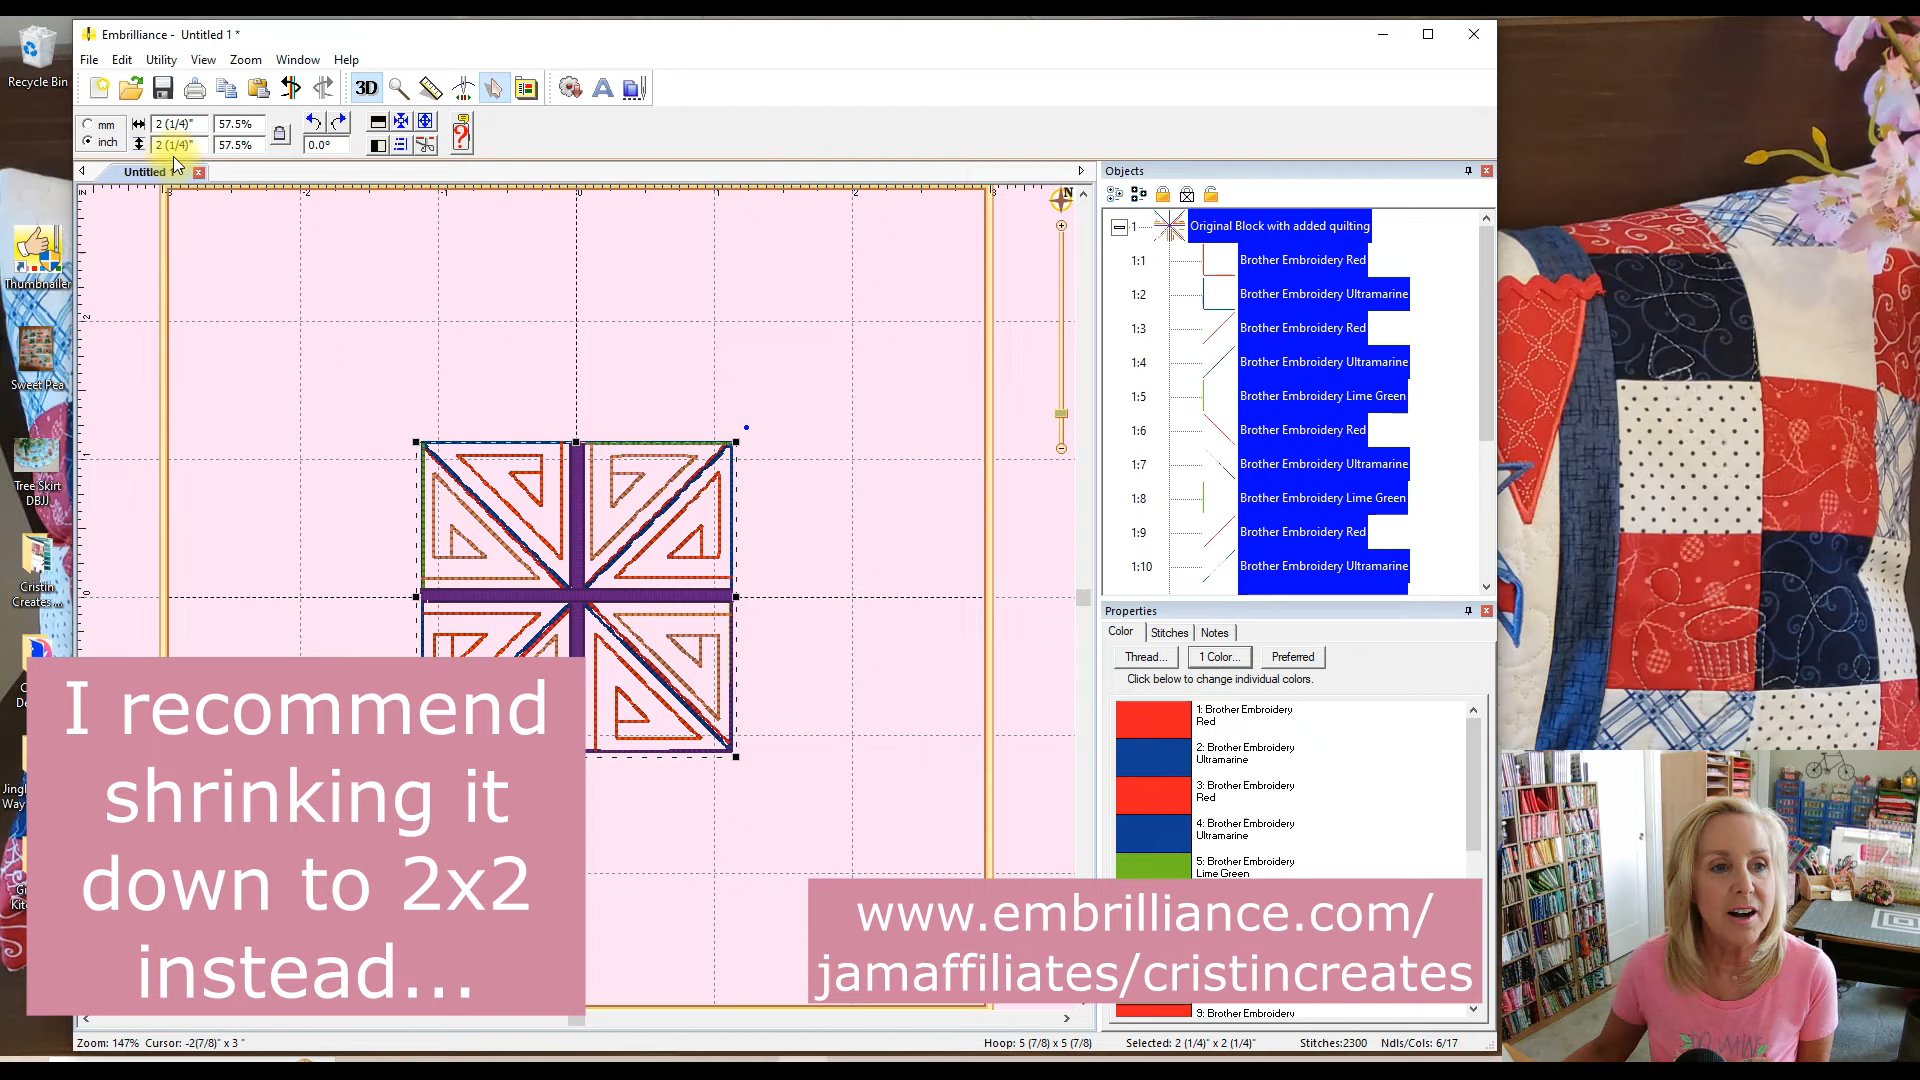 Recycle Bin
Embrilliance - Untitled 1 *
File Edit Utility View Zoom Window Help
3D
A
mm
inch
2 (1/4)"
57.5%
2 (1/4)"
57.5%
0.0°
Untitled
Objects
1 Original Block with added quilting
1:1 Brother Embroidery Red
1:2 Brother Embroidery Ultramarine
1:3 Brother Embroidery Red
1:4 Brother Embroidery Ultramarine
1:5 Brother Embroidery Lime Green
1:6 Brother Embroidery Red
1:7 Brother Embroidery Ultramarine
1:8 Brother Embroidery Lime Green
1:9 Brother Embroidery Red
1:10 Brother Embroidery Ultramarine
N
Thumbnailer
Sweet Pea
Tree Skirt
DBJJ
Cristin
Creates ...
Properties
Color Stitches Notes
Thread... 1 Color... Preferred
Click below to change individual colors.
1: Brother Embroidery
Red
2: Brother Embroidery
Ultramarine
3: Brother Embroidery
Red
4: Brother Embroidery
Ultramarine
5: Brother Embroidery
Lime Green
9: Brother Embroidery
I recommend
shrinking it
down to 2x2
instead...
www.embrilliance.com/
jamaffiliates/cristincreates
Zoom: 147% Cursor: -2(7/8)" x 3 "
Hoop: 5 (7/8) x 5 (7/8)
Selected: 2 (1/4)" x 2 (1/4)"
Stitches:2300
Ndls/Cols: 6/17